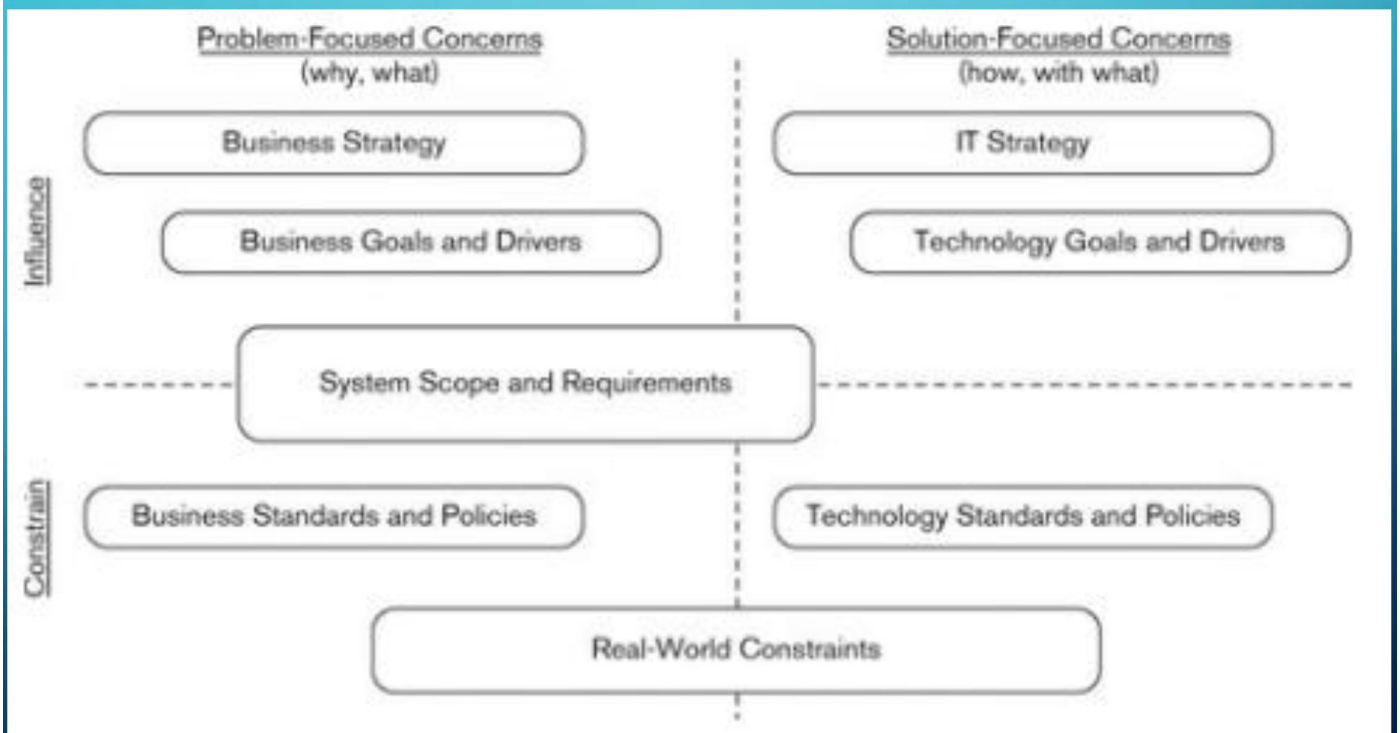 Problem-Focused Concerns
(why, what)
Solution-Focused Concerns
(how, with what)
Influence
Business Strategy
IT Strategy
Business Goals and Drivers
Technology Goals and Drivers
System Scope and Requirements
Constrain
Business Standards and Policies
Technology Standards and Policies
Real-World Constraints